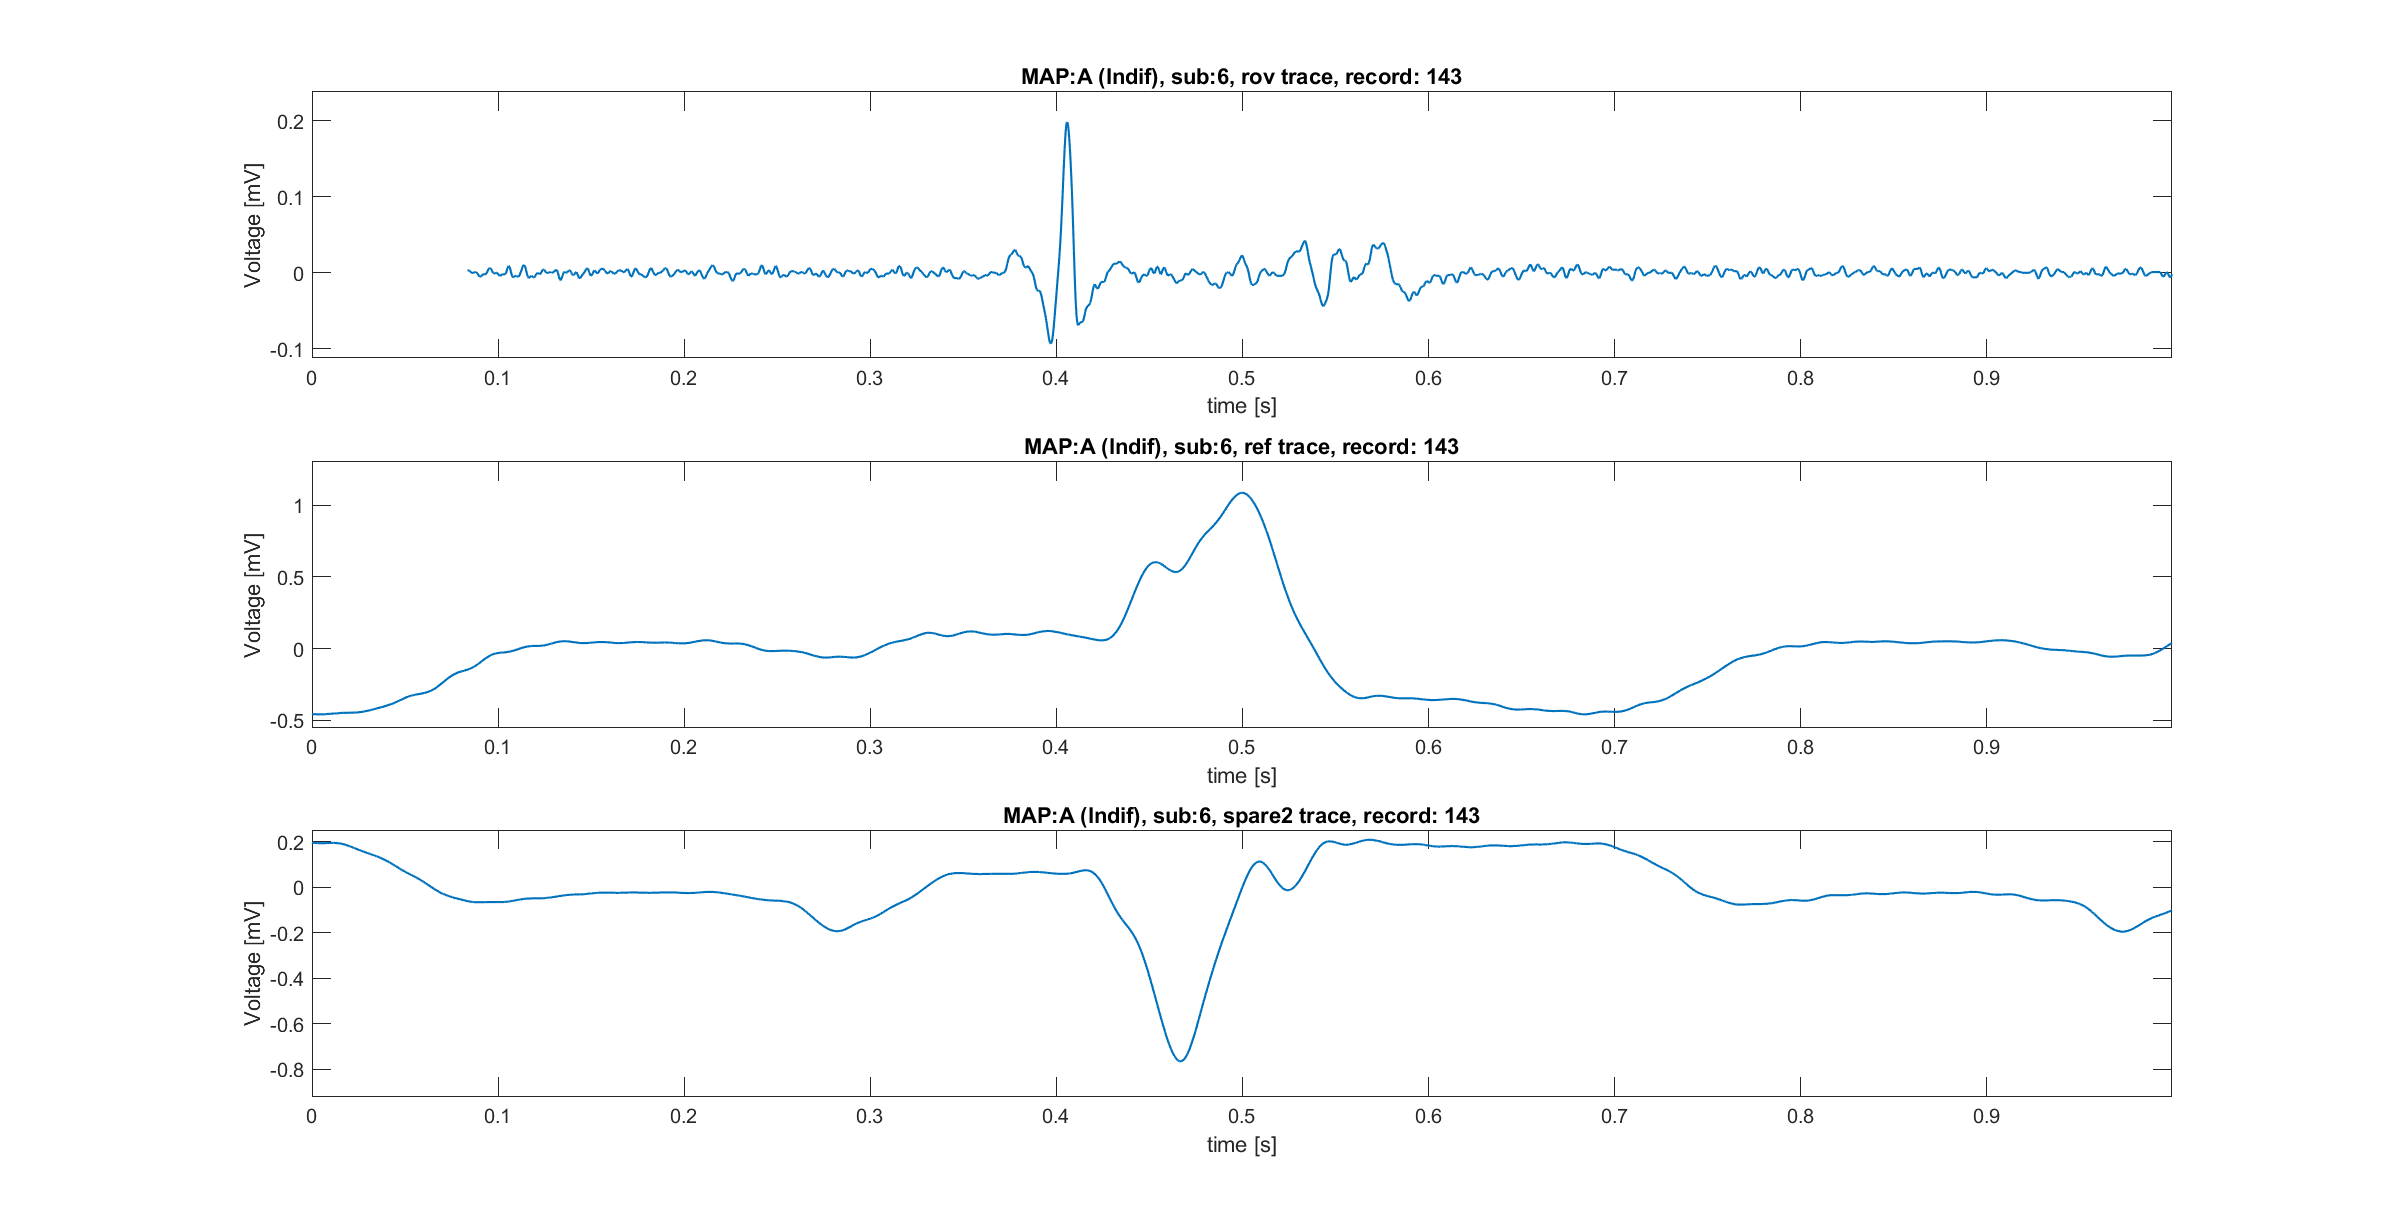 MAP:A (Indif), sub:6, rov trace, record: 143
Voltage [mV]
0.2
0.1
0
-0.1
0 0.1 0.2 0.3 0.4 0.5 0.6 0.7 0.8 0.9
time [s]
MAP:A (Indif), sub:6, ref trace, record: 143
Voltage [mV]
1
0.5
0
-0.5
0 0.1 0.2 0.3 0.4 0.5 0.6 0.7 0.8 0.9
time [s]
MAP:A (Indif), sub:6, spare2 trace, record: 143
Voltage [mV]
0.2
0
-0.2
-0.4
-0.6
-0.8
0 0.1 0.2 0.3 0.4 0.5 0.6 0.7 0.8 0.9
time [s]